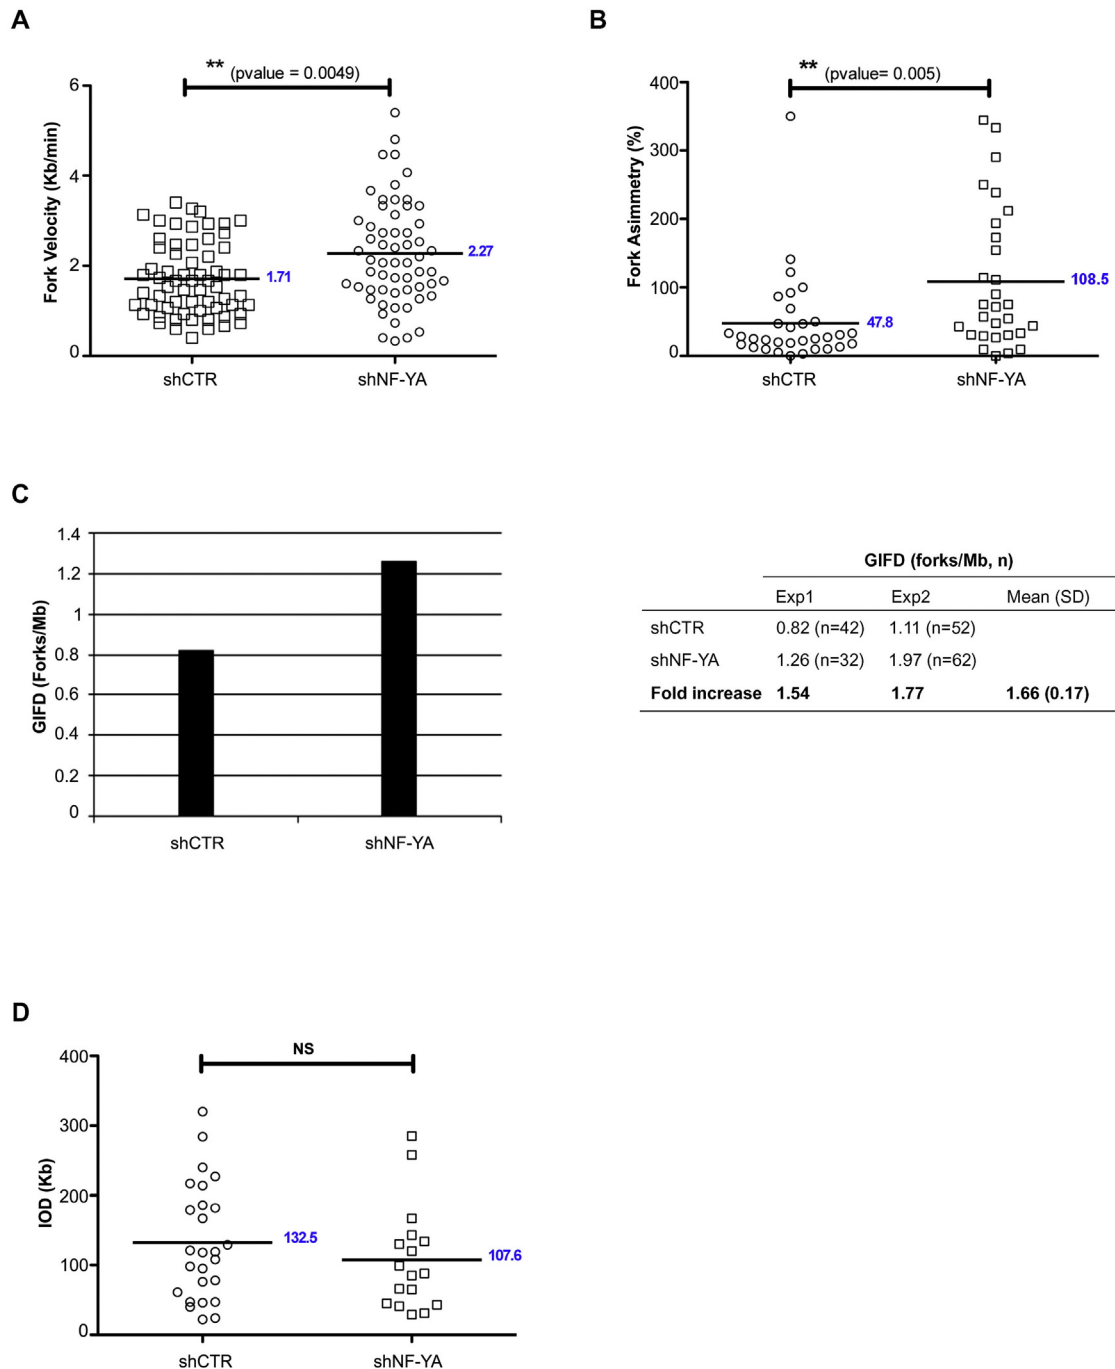 A
** (pvalue = 0.0049)
Fork Velocity (Kb/min)
6
4
2
0
1.71
2.27
shCTR
shNF-YA
B
** (pvalue= 0.005)
Fork Asimmetry (%)
400
300
200
100
0
47.8
108.5
shCTR
shNF-YA
C
GIFD (Forks/Mb)
1.4
1.2
1
0.8
0.6
0.4
0.2
0
shCTR
shNF-YA
GIFD (forks/Mb, n)
Exp1 Exp2 Mean (SD)
shCTR 0.82 (n=42) 1.11 (n=52)
shNF-YA 1.26 (n=32) 1.97 (n=62)
Fold increase 1.54 1.77 1.66 (0.17)
D
NS
IOD (Kb)
400
300
200
100
0
132.5
107.6
shCTR
shNF-YA